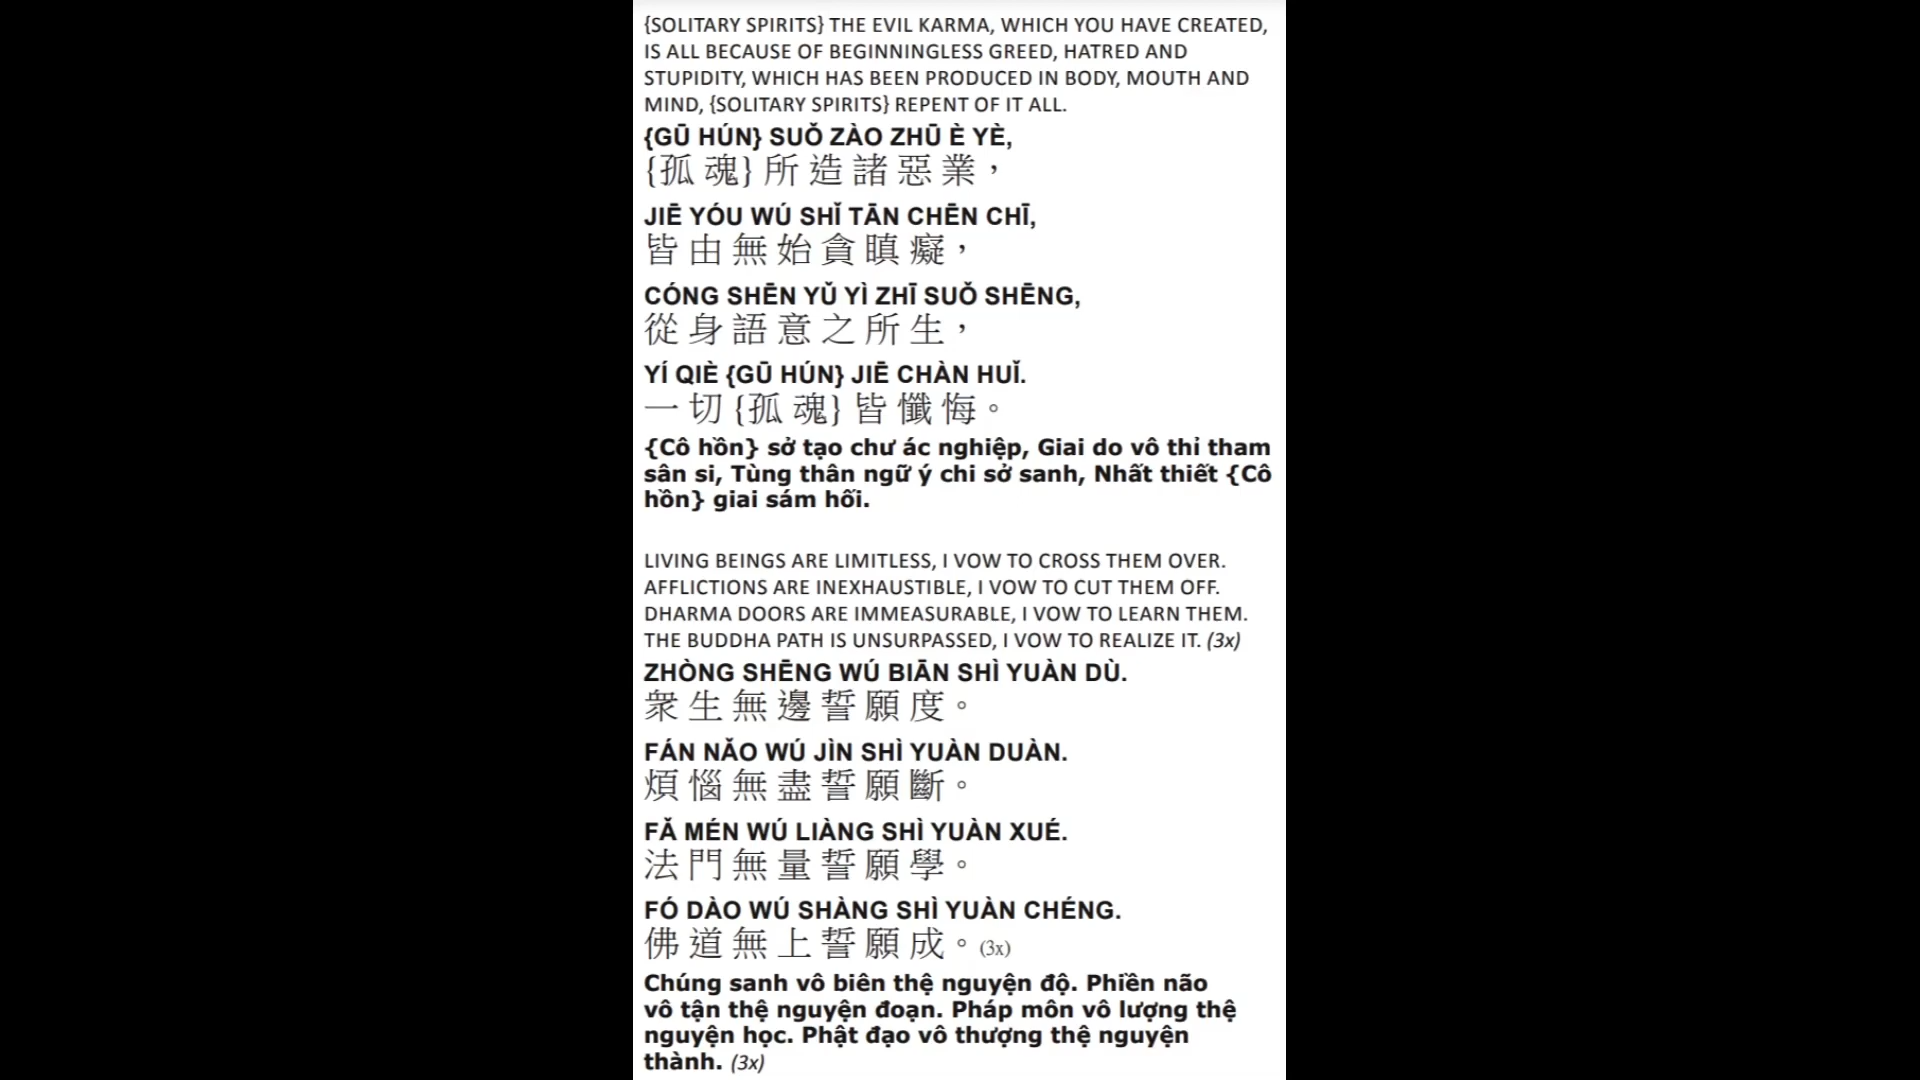 {SOLITARY SPIRITS} THE EVIL KARMA, WHICH YOU HAVE CREATED,
IS ALL BECAUSE OF BEGINNINGLESS GREED, HATRED AND
STUPIDITY, WHICH HAS BEEN PRODUCED IN BODY, MOUTH AND
MIND, {SOLITARY SPIRITS} REPENT OF IT ALL.
{GŪ HÚN} SUǑ ZÀO ZHŪ È YÈ,
{孤 魂} 所 造 諸 惡 業，
JIĒ YÓU WÚ SHǏ TĀN CHĒN CHĪ,
皆 由 無 始 貪 瞋 癡，
CÓNG SHĒN YǓ YÌ ZHĪ SUǑ SHĒNG,
從 身 語 意 之 所 生，
YÍ QIÈ {GŪ HÚN} JIĒ CHÀN HUǏ.
一 切 {孤 魂} 皆 懺 悔。
{Cô hồn} sở tạo chư ác nghiệp, Giai do vô thỉ tham
sân si, Tùng thân ngữ ý chi sở sanh, Nhất thiết {Cô
hồn} giai sám hối.
LIVING BEINGS ARE LIMITLESS, I VOW TO CROSS THEM OVER.
AFFLICTIONS ARE INEXHAUSTIBLE, I VOW TO CUT THEM OFF.
DHARMA DOORS ARE IMMEASURABLE, I VOW TO LEARN THEM.
THE BUDDHA PATH IS UNSURPASSED, I VOW TO REALIZE IT. (3x)
ZHÒNG SHĒNG WÚ BIĀN SHÌ YUÀN DÙ.
衆 生 無 邊 誓 願 度。
FÁN NǍO WÚ JÌN SHÌ YUÀN DUÀN.
煩 惱 無 盡 誓 願 斷。
FǍ MÉN WÚ LIÀNG SHÌ YUÀN XUÉ.
法 門 無 量 誓 願 學。
FÓ DÀO WÚ SHÀNG SHÌ YUÀN CHÉNG.
佛 道 無 上 誓 願 成。(3x)
Chúng sanh vô biên thệ nguyện độ. Phiền não
vô tận thệ nguyện đoạn. Pháp môn vô lượng thệ
nguyện học. Phật đạo vô thượng thệ nguyện
thành. (3x)